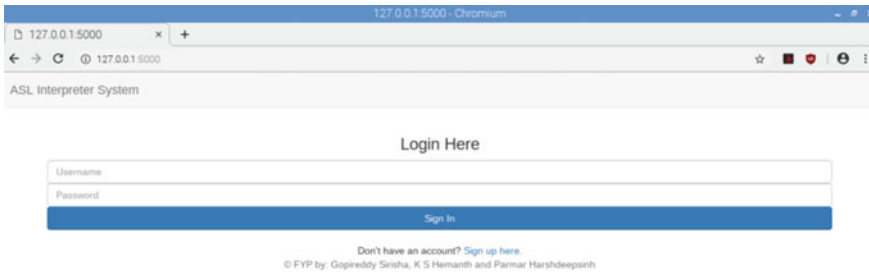 127.0.0.1:5000 - Chromium
127.0.0.1:5000 × +
127.0.0.1:5000
ASL Interpreter System
Login Here
Username
Password
Sign In
Don't have an account? Sign up here.
© FYP by: Gopireddy Sirisha, K S Hemanth and Parmar Harshdeepsinh